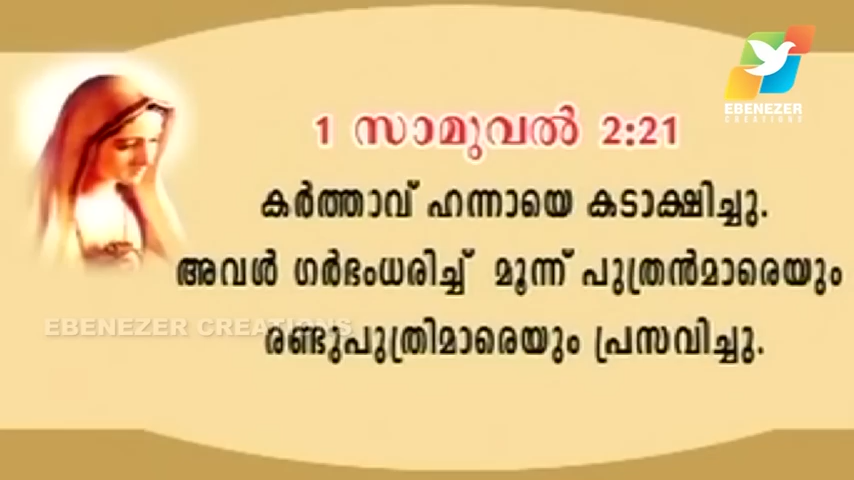 EBENEZER
CREATIONS
1 സാമുവൽ 2:21
കർത്താവ് ഹന്നായെ കടാക്ഷിച്ചു.
അവൾ ഗർഭംധരിച്ച് മൂന്ന് പുത്രൻമാരെയും
EBENEZER CREATIONS
രണ്ടുപുത്രിമാരെയും പ്രസവിച്ചു.